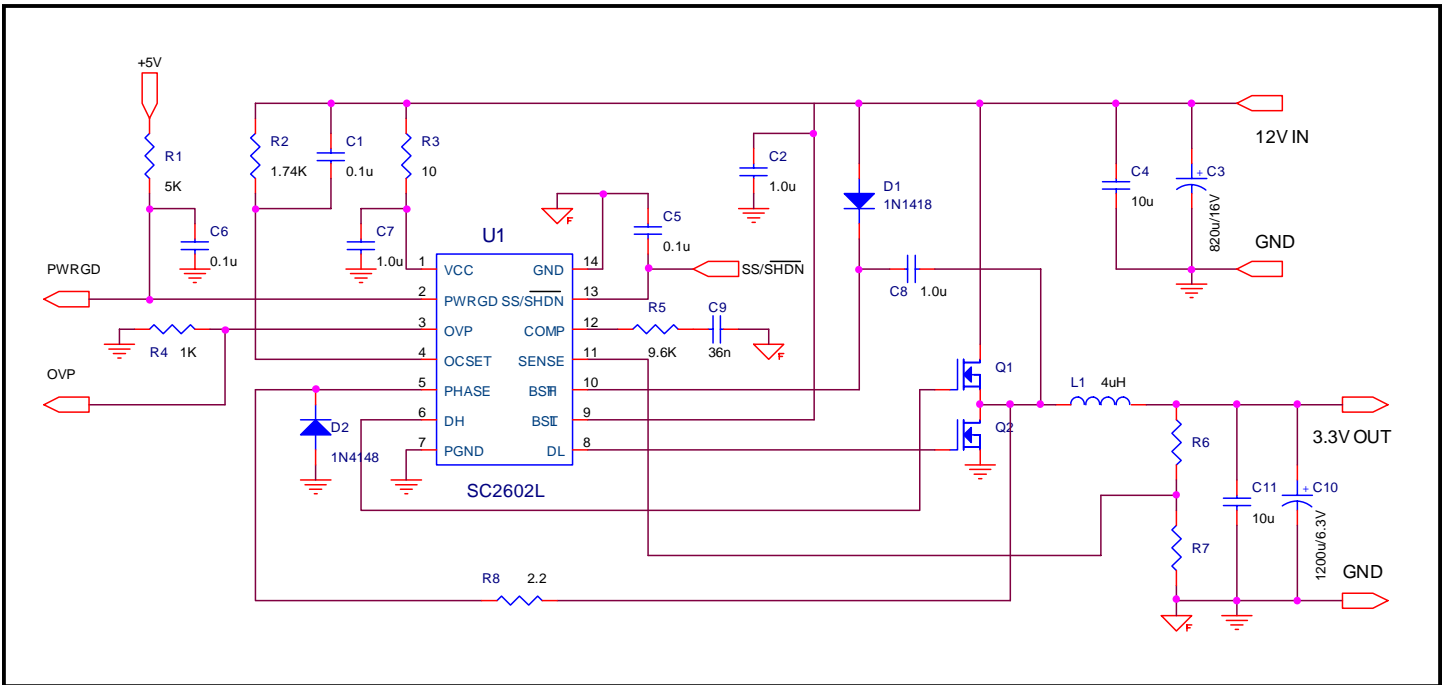 +5V
R1
5K
R2
1.74K
C1
0.1u
R3
10
C2
1.0u
D1
1N1418
C4
10u
+
C3
820u/16V
12V IN
GND
C6
0.1u
C7
1.0u
U1
F
C5
0.1u
SS/SHDN
C8
1.0u
PWRGD
R4
1K
OVP
1
VCC
2
PWRGD
3
OVP
4
OCSET
5
PHASE
6
DH
7
PGND
GND
14
SS/SHDN
13
COMP
12
SENSE
11
BSTH
10
BSTL
9
DL
8
SC2602L
R5
9.6K
C9
36n
F
D2
1N4148
Q1
Q2
L1
4uH
R6
R7
C11
10u
+
C10
1200u/6.3V
3.3V OUT
GND
R8
2.2
F